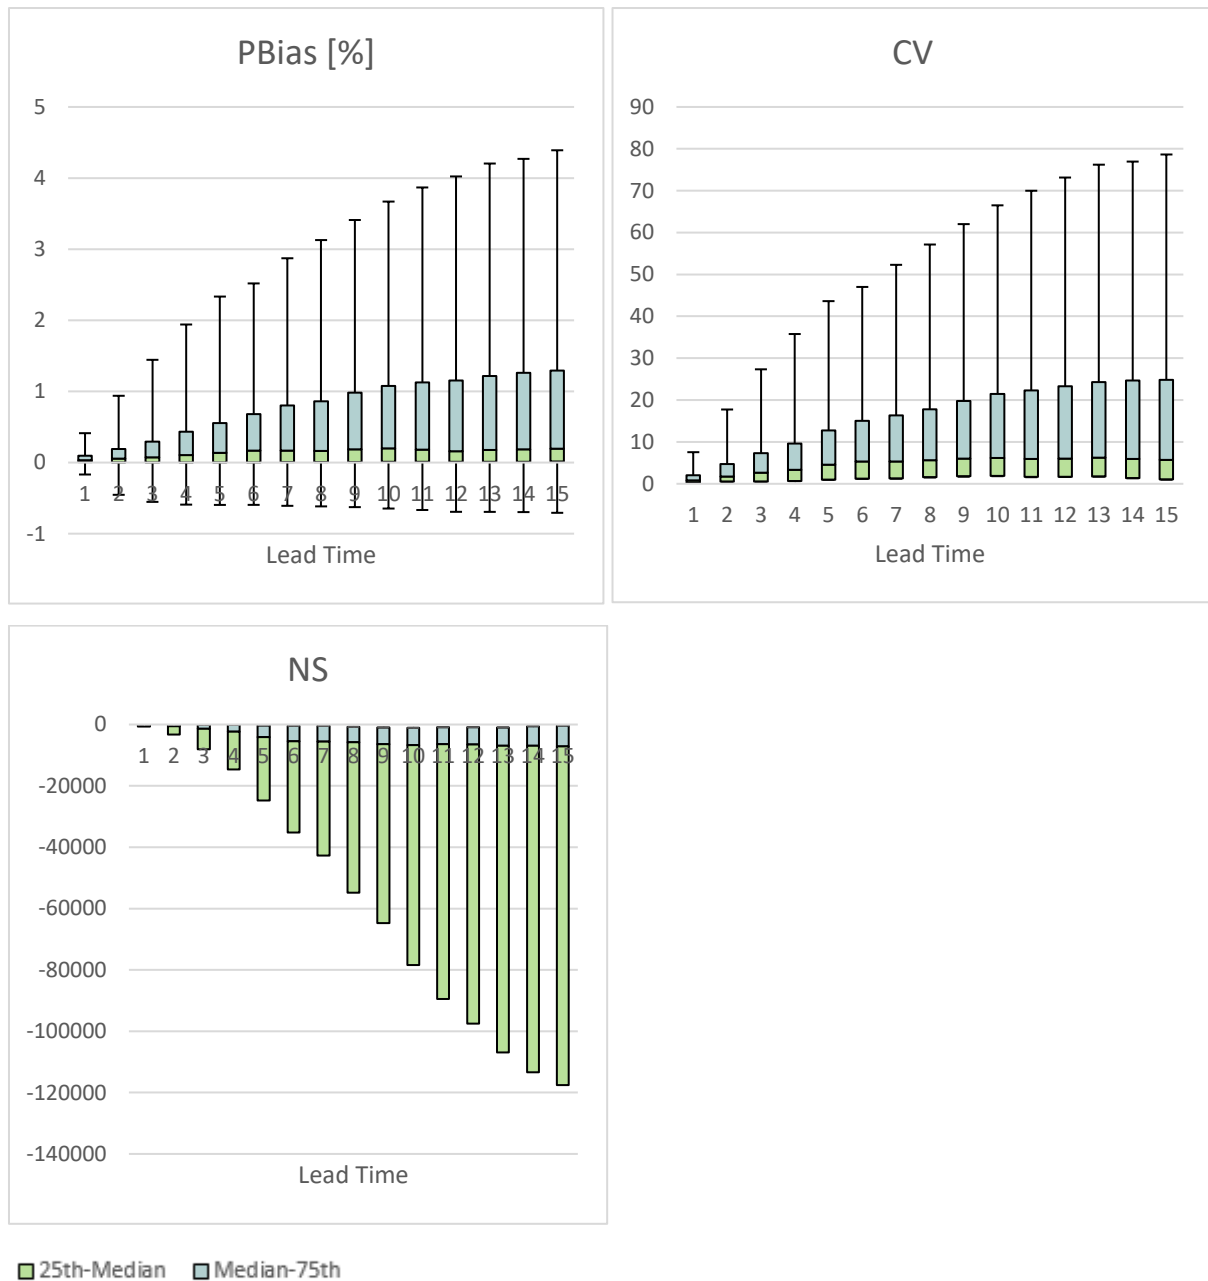 PBias [%]
5
4
3
2
1
0
-1
1 2 3 4 5 6 7 8 9 10 11 12 13 14 15
Lead Time
CV
90
80
70
60
50
40
30
20
10
0
1 2 3 4 5 6 7 8 9 10 11 12 13 14 15
Lead Time
NS
0
-20000
-40000
-60000
-80000
-100000
-120000
-140000
1 2 3 4 5 6 7 8 9 10 11 12 13 14 15
Lead Time
25th-Median Median-75th